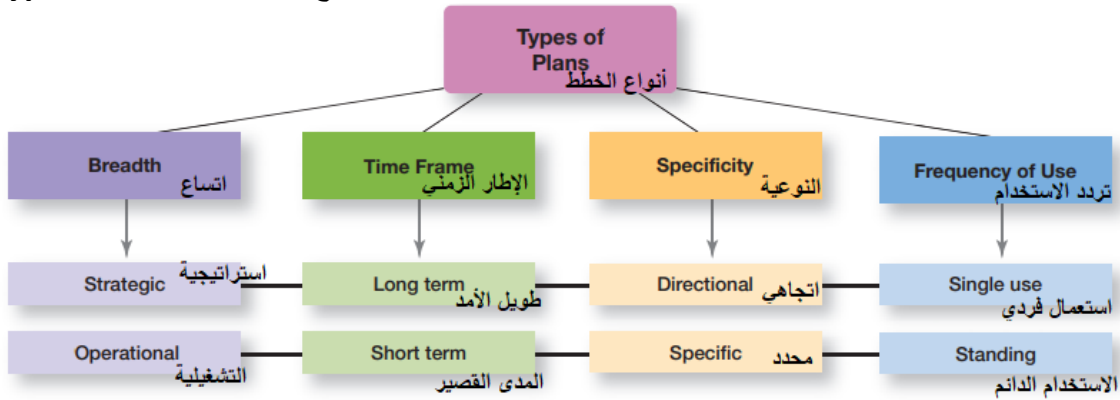 Types of
Plans
أنواع الخطط
Breadth
اتساع
Time Frame
الإطار الزمني
Specificity
النوعية
Frequency of Use
تردد الاستخدام
Strategic
استراتيجية
Long term
طويل الأمد
Directional
اتجاهي
Single use
استعمال فردي
Operational
التشغيلية
Short term
المدى القصير
Specific
محدد
Standing
الاستخدام الدائم